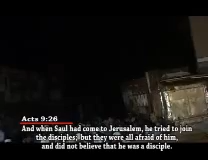 Acts 9:26
And when Saul had come to Jerusalem, he tried to join
the disciples; but they were all afraid of him,
and did not believe that he was a disciple.